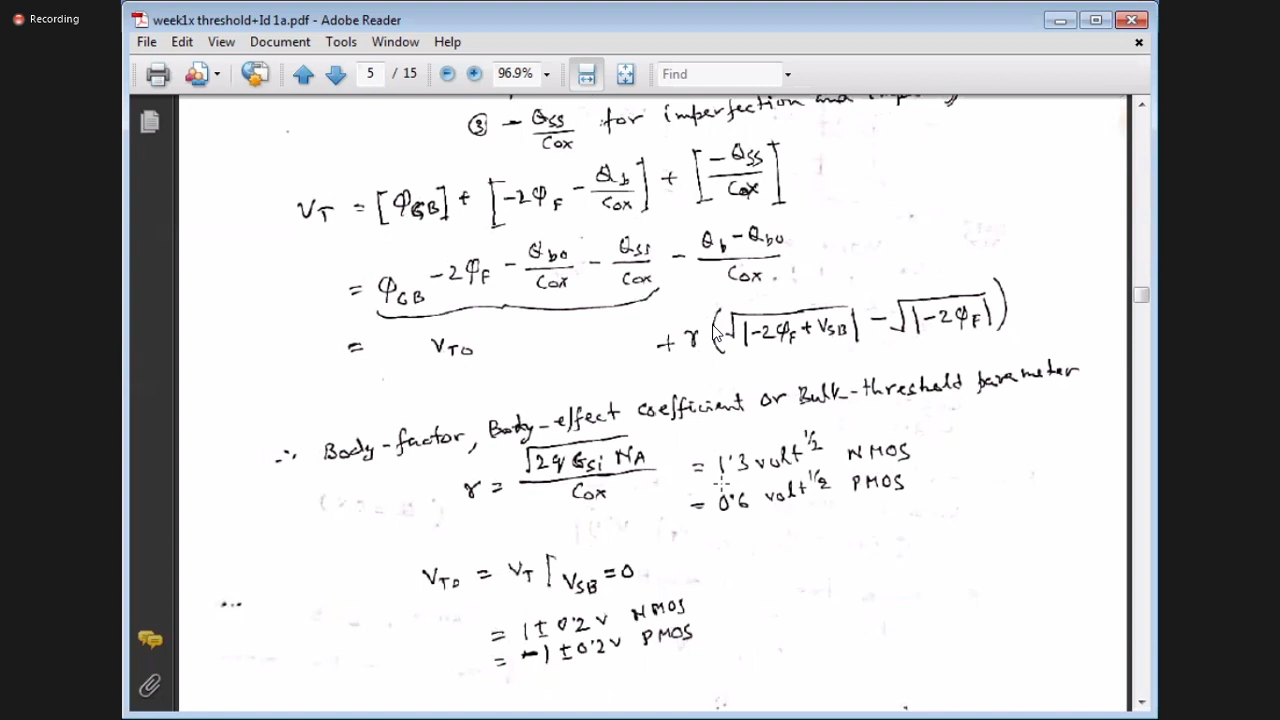 Recording
week1x threshold+Id 1a.pdf - Adobe Reader
File Edit View Document Tools Window Help
5 / 15 96.9% Find
③ - Qss/Cox for imperfection and
VT = [φGB] + [-2φF - Qb/Cox] + [-Qss/Cox]
= φGB - 2φF - Qbo/Cox - Qss/Cox - Qb-Qbo/Cox
= VTO + γ(√|-2φF+VSB| - √|-2φF|)
∴ Body-factor, Body-effect coefficient or Bulk-threshold parameter
γ = √2q εsi NA/Cox = 1.3 volt^1/2 NMOS
= 0.6 volt^1/2 PMOS
VTO = VT | VSB=0
= 1±0.2V NMOS
= -1±0.2V PMOS